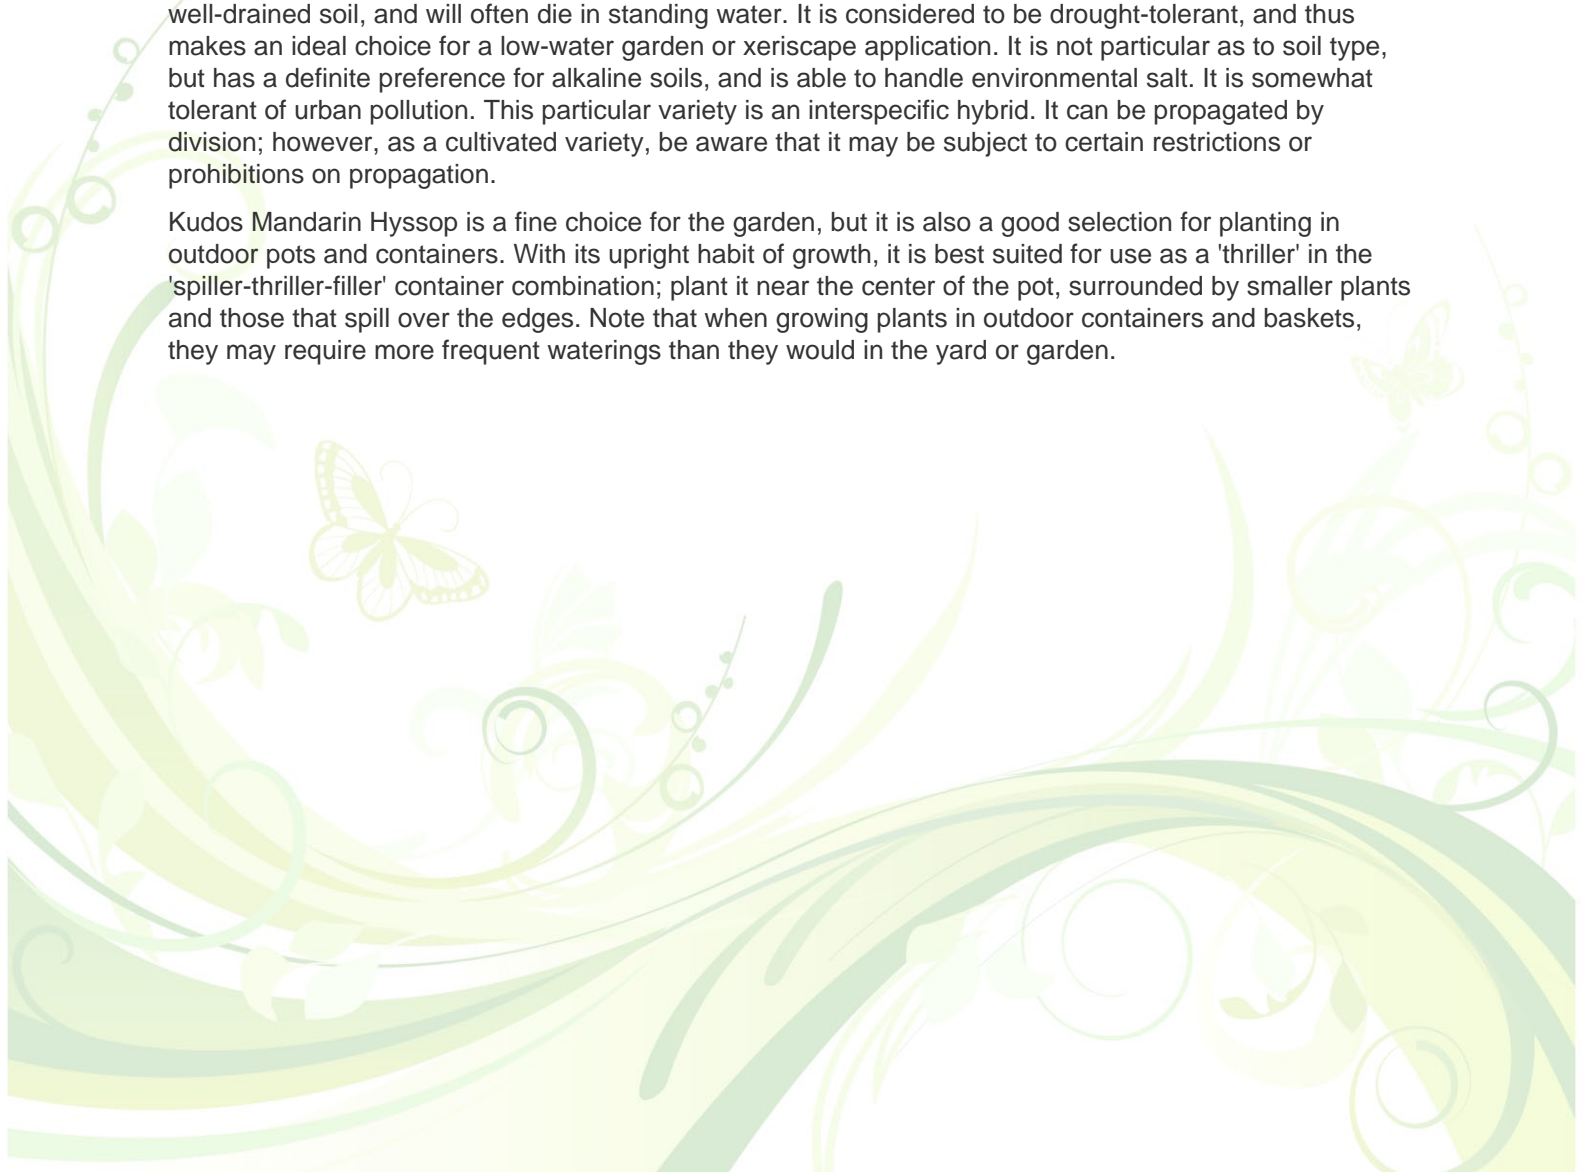 well-drained soil, and will often die in standing water. It is considered to be drought-tolerant, and thus
makes an ideal choice for a low-water garden or xeriscape application. It is not particular as to soil type,
but has a definite preference for alkaline soils, and is able to handle environmental salt. It is somewhat
tolerant of urban pollution. This particular variety is an interspecific hybrid. It can be propagated by
division; however, as a cultivated variety, be aware that it may be subject to certain restrictions or
prohibitions on propagation.
Kudos Mandarin Hyssop is a fine choice for the garden, but it is also a good selection for planting in
outdoor pots and containers. With its upright habit of growth, it is best suited for use as a 'thriller' in the
'spiller-thriller-filler' container combination; plant it near the center of the pot, surrounded by smaller plants
and those that spill over the edges. Note that when growing plants in outdoor containers and baskets,
they may require more frequent waterings than they would in the yard or garden.